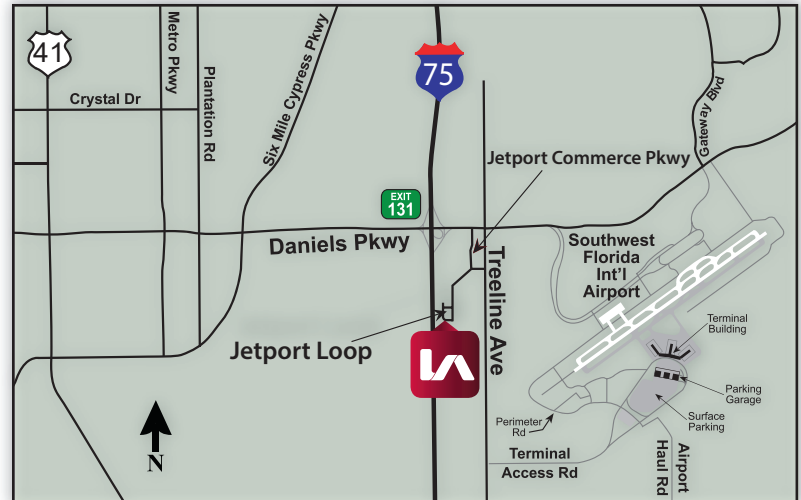 41
Metro Pkwy
Plantation Rd
Crystal Dr
Six Mile Cypress Pkwy
75
Gateway Blvd
Jetport Commerce Pkwy
EXIT
131
Daniels Pkwy
Treeline Ave
Southwest
Florida
Int'l
Airport
Jetport Loop
Terminal
Building
Parking
Garage
Surface
Parking
Perimeter
Rd
Terminal
Access Rd
Airport
Haul Rd
N